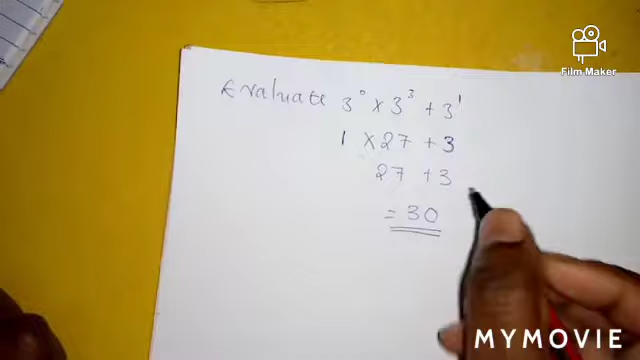 Evaluate 3⁰ × 3³ + 3¹
1 × 27 + 3
27 + 3
= 30
Film Maker
MYMOVIE